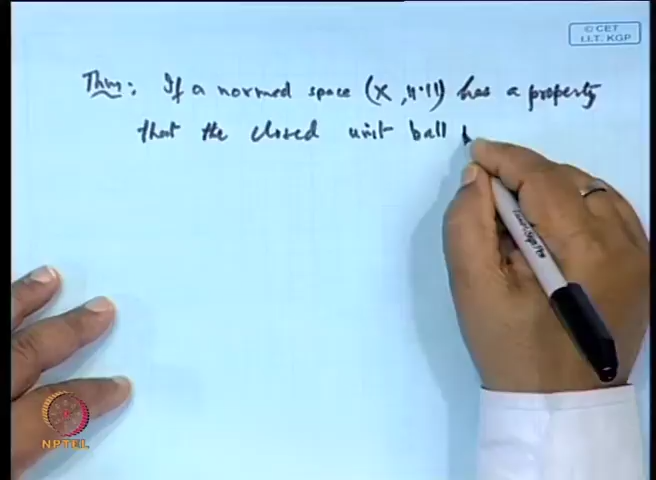 © CET
I.I.T. KGP
Thm: If a normed space (X, ||·||) has a property
that the closed unit ball
NPTEL